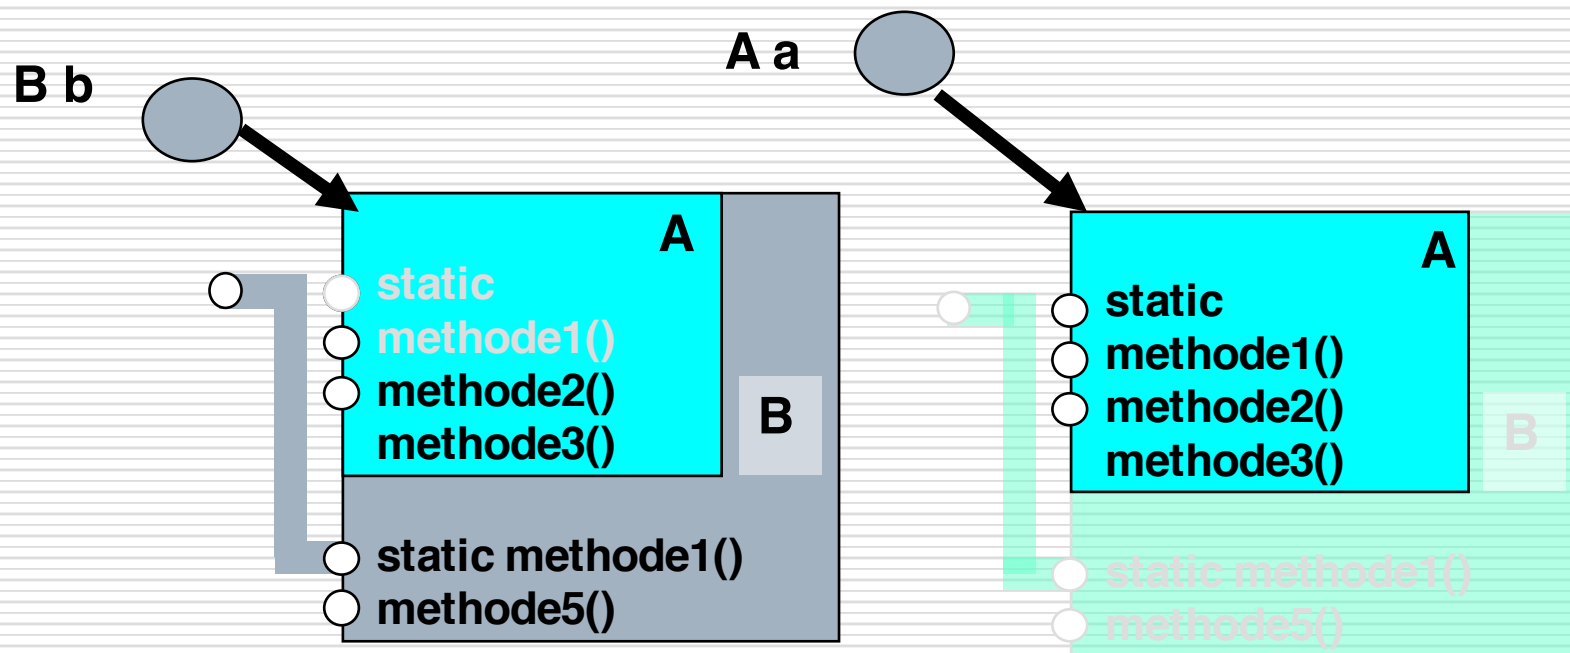 B b
A
static
methode1()
methode2()
methode3()
B
static methode1()
methode5()
A a
A
static
methode1()
methode2()
methode3()
B
static methode1()
methode5()